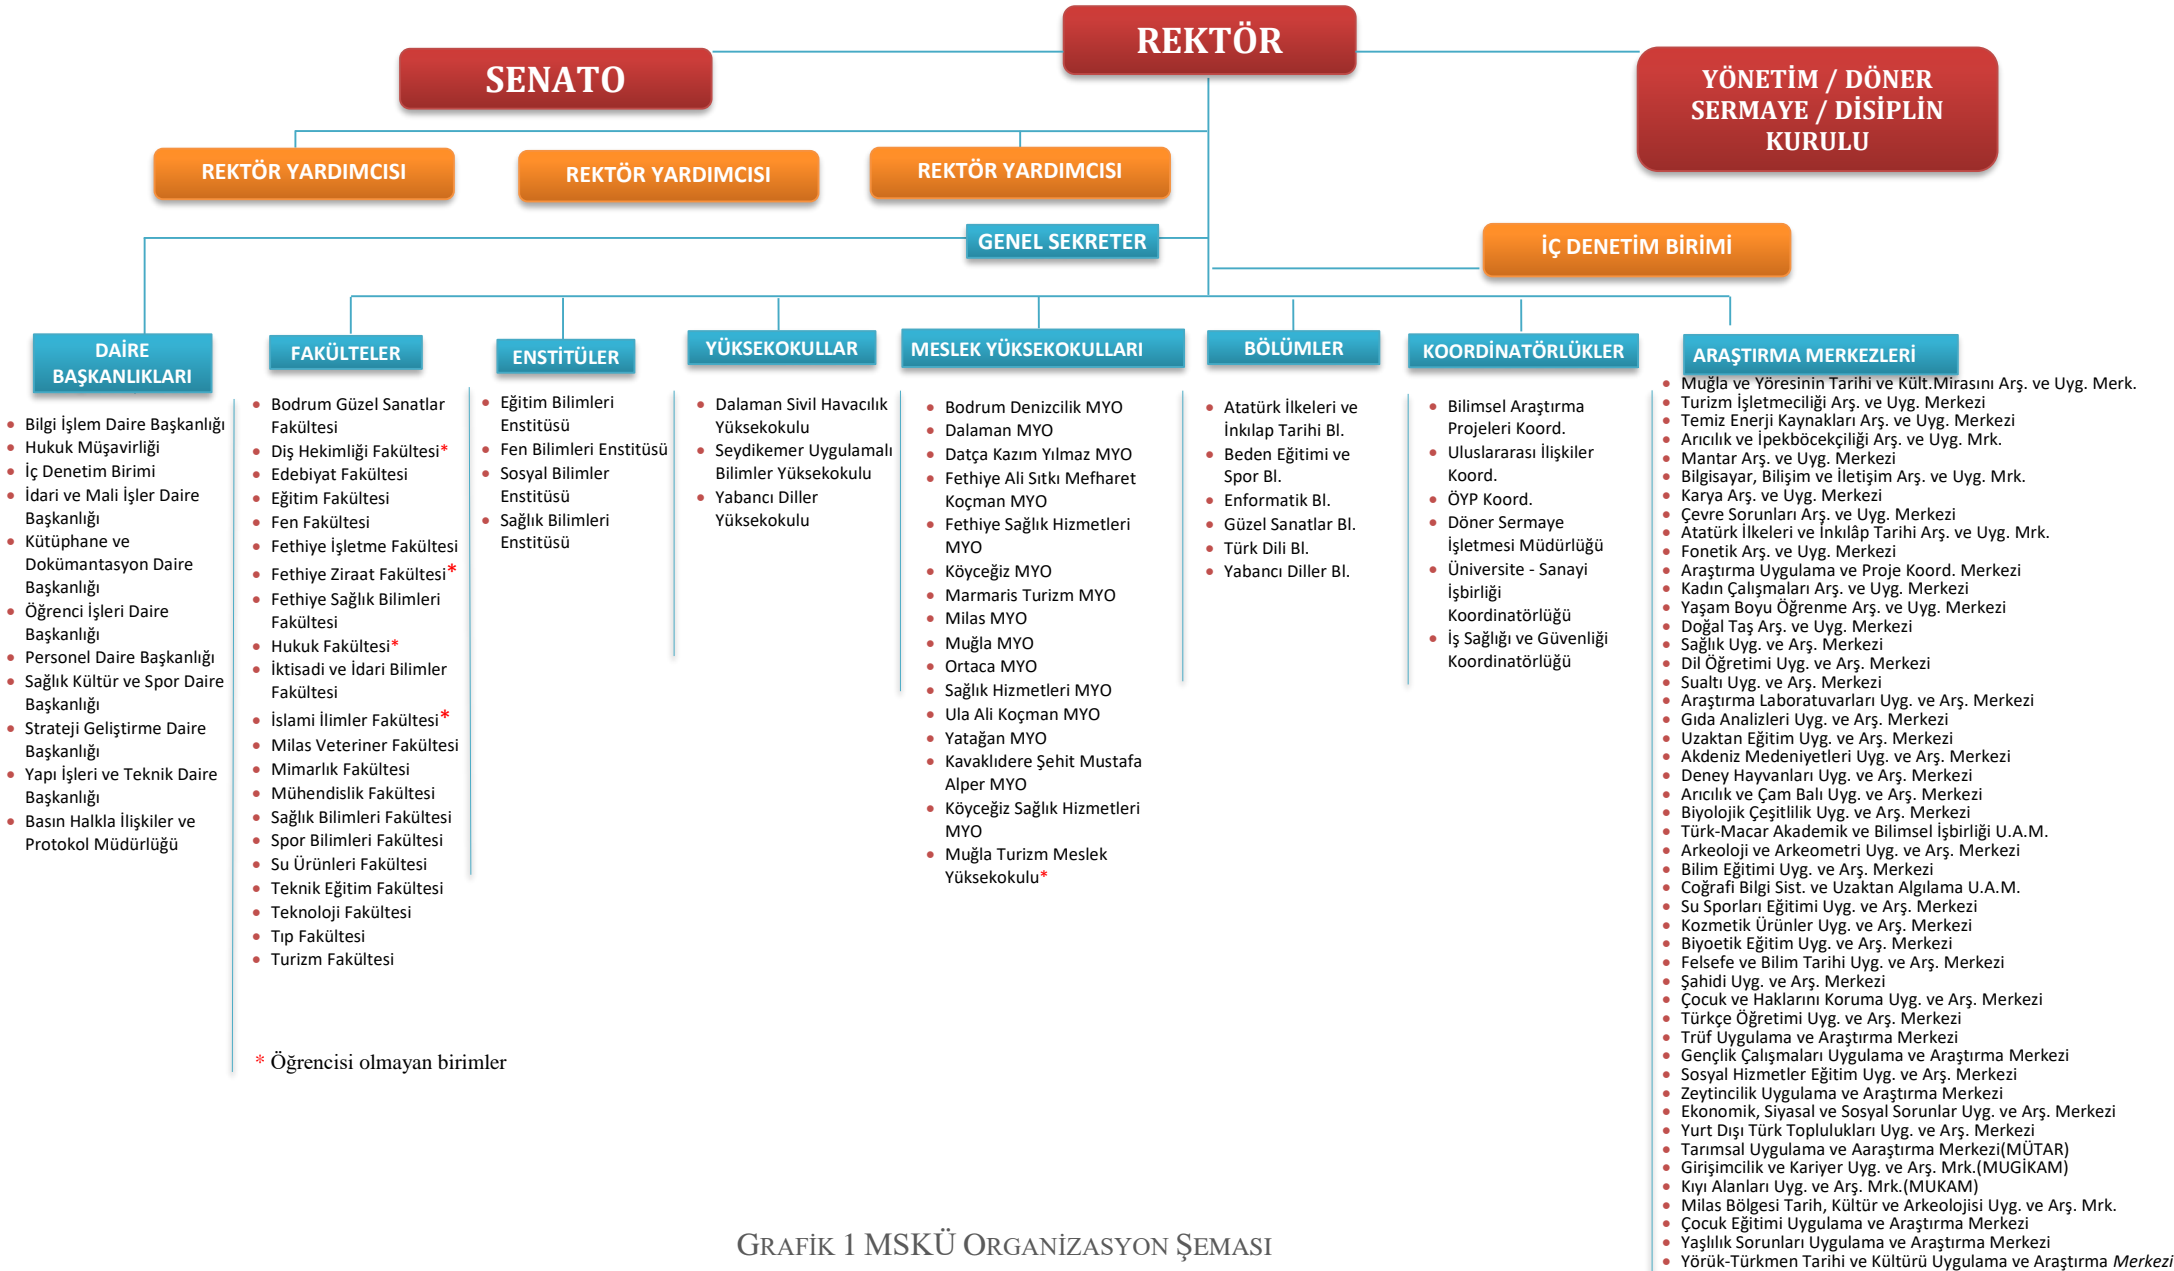 REKTÖR
SENATO
YÖNETİM / DÖNER
SERMAYE / DİSİPLİN
KURULU
REKTÖR YARDIMCISI
REKTÖR YARDIMCISI
REKTÖR YARDIMCISI
GENEL SEKRETER
İÇ DENETİM BİRİMİ
DAİRE
BAŞKANLIKLARI
Bilgi İşlem Daire Başkanlığı
Hukuk Müşavirliği
İç Denetim Birimi
İdari ve Mali İşler Daire
Başkanlığı
Kütüphane ve
Dokümantasyon Daire
Başkanlığı
Öğrenci İşleri Daire
Başkanlığı
Personel Daire Başkanlığı
Sağlık Kültür ve Spor Daire
Başkanlığı
Strateji Geliştirme Daire
Başkanlığı
Yapı İşleri ve Teknik Daire
Başkanlığı
Basın Halkla İlişkiler ve
Protokol Müdürlüğü
FAKÜLTELER
Bodrum Güzel Sanatlar
Fakültesi
Diş Hekimliği Fakültesi*
Edebiyat Fakültesi
Eğitim Fakültesi
Fen Fakültesi
Fethiye İşletme Fakültesi
Fethiye Ziraat Fakültesi*
Fethiye Sağlık Bilimleri
Fakültesi
Hukuk Fakültesi*
İktisadi ve İdari Bilimler
Fakültesi
İslami İlimler Fakültesi*
Milas Veteriner Fakültesi
Mimarlık Fakültesi
Mühendislik Fakültesi
Sağlık Bilimleri Fakültesi
Spor Bilimleri Fakültesi
Su Ürünleri Fakültesi
Teknik Eğitim Fakültesi
Teknoloji Fakültesi
Tıp Fakültesi
Turizm Fakültesi
* Öğrencisi olmayan birimler
ENSTİTÜLER
Eğitim Bilimleri
Enstitüsü
Fen Bilimleri Enstitüsü
Sosyal Bilimler
Enstitüsü
Sağlık Bilimleri
Enstitüsü
YÜKSEKOKULLAR
Dalaman Sivil Havacılık
Yüksekokulu
Seydikemer Uygulamalı
Bilimler Yüksekokulu
Yabancı Diller
Yüksekokulu
MESLEK YÜKSEKOKULLARI
Bodrum Denizcilik MYO
Dalaman MYO
Datça Kazım Yılmaz MYO
Fethiye Ali Sıtkı Mefharet
Koçman MYO
Fethiye Sağlık Hizmetleri
MYO
Köyceğiz MYO
Marmaris Turizm MYO
Milas MYO
Muğla MYO
Ortaca MYO
Sağlık Hizmetleri MYO
Ula Ali Koçman MYO
Yatağan MYO
Kavaklıdere Şehit Mustafa
Alper MYO
Köyceğiz Sağlık Hizmetleri
MYO
Muğla Turizm Meslek
Yüksekokulu*
BÖLÜMLER
Atatürk İlkeleri ve
İnkılap Tarihi Bl.
Beden Eğitimi ve
Spor Bl.
Enformatik Bl.
Güzel Sanatlar Bl.
Türk Dili Bl.
Yabancı Diller Bl.
KOORDİNATÖRLÜKLER
Bilimsel Araştırma
Projeleri Koord.
Uluslararası İlişkiler
Koord.
ÖYP Koord.
Döner Sermaye
İşletmesi Müdürlüğü
Üniversite - Sanayi
İşbirliği
Koordinatörlüğü
İş Sağlığı ve Güvenliği
Koordinatörlüğü
ARAŞTIRMA MERKEZLERİ
Muğla ve Yöresinin Tarihi ve Kült.Mirasını Arş. ve Uyg. Merk.
Turizm İşletmeciliği Arş. ve Uyg. Merkezi
Temiz Enerji Kaynakları Arş. ve Uyg. Merkezi
Arıcılık ve İpekböcekçiliği Arş. ve Uyg. Mrk.
Mantar Arş. ve Uyg. Merkezi
Bilgisayar, Bilişim ve İletişim Arş. ve Uyg. Mrk.
Karya Arş. ve Uyg. Merkezi
Çevre Sorunları Arş. ve Uyg. Merkezi
Atatürk İlkeleri ve İnkılâp Tarihi Arş. ve Uyg. Mrk.
Fonetik Arş. ve Uyg. Merkezi
Araştırma Uygulama ve Proje Koord. Merkezi
Kadın Çalışmaları Arş. ve Uyg. Merkezi
Yaşam Boyu Öğrenme Arş. ve Uyg. Merkezi
Doğal Taş Arş. ve Uyg. Merkezi
Sağlık Uyg. ve Arş. Merkezi
Dil Öğretimi Uyg. ve Arş. Merkezi
Sualtı Uyg. ve Arş. Merkezi
Araştırma Laboratuvarları Uyg. ve Arş. Merkezi
Gıda Analizleri Uyg. ve Arş. Merkezi
Uzaktan Eğitim Uyg. ve Arş. Merkezi
Akdeniz Medeniyetleri Uyg. ve Arş. Merkezi
Deney Hayvanları Uyg. ve Arş. Merkezi
Arıcılık ve Çam Balı Uyg. ve Arş. Merkezi
Biyolojik Çeşitlilik Uyg. ve Arş. Merkezi
Türk-Macar Akademik ve Bilimsel İşbirliği U.A.M.
Arkeoloji ve Arkeometri Uyg. ve Arş. Merkezi
Bilim Eğitimi Uyg. ve Arş. Merkezi
Coğrafi Bilgi Sist. ve Uzaktan Algılama U.A.M.
Su Sporları Eğitimi Uyg. ve Arş. Merkezi
Kozmetik Ürünler Uyg. ve Arş. Merkezi
Biyoetik Eğitim Uyg. ve Arş. Merkezi
Felsefe ve Bilim Tarihi Uyg. ve Arş. Merkezi
Şahidi Uyg. ve Arş. Merkezi
Çocuk ve Haklarını Koruma Uyg. ve Arş. Merkezi
Türkçe Öğretimi Uyg. ve Arş. Merkezi
Trüf Uygulama ve Araştırma Merkezi
Gençlik Çalışmaları Uygulama ve Araştırma Merkezi
Sosyal Hizmetler Eğitim Uyg. ve Arş. Merkezi
Zeytincilik Uygulama ve Araştırma Merkezi
Ekonomik, Siyasal ve Sosyal Sorunlar Uyg. ve Arş. Merkezi
Yurt Dışı Türk Toplulukları Uyg. ve Arş. Merkezi
Tarımsal Uygulama ve Aaraştırma Merkezi(MÜTAR)
Girişimcilik ve Kariyer Uyg. ve Arş. Mrk.(MUGİKAM)
Kıyı Alanları Uyg. ve Arş. Mrk.(MUKAM)
Milas Bölgesi Tarih, Kültür ve Arkeolojisi Uyg. ve Arş. Mrk.
Çocuk Eğitimi Uygulama ve Araştırma Merkezi
Yaşlılık Sorunları Uygulama ve Araştırma Merkezi
Yörük-Türkmen Tarihi ve Kültürü Uygulama ve Araştırma Merkezi
GRAFİK 1 MSKÜ ORGANİZASYON ŞEMASI